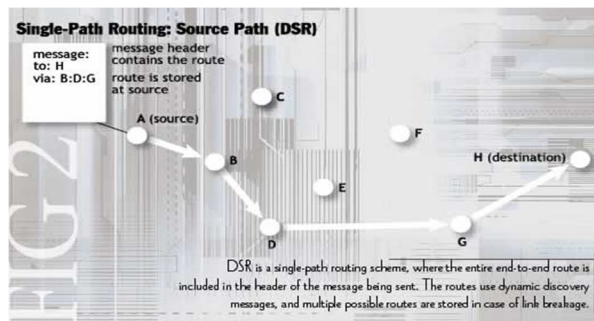 Single-Path Routing: Source Path (DSR)
message:
to: H
via: B:D:G
message header
contains the route
route is stored
at source
A (source)
B
C
D
E
F
G
H (destination)
FIG 2
DSR is a single-path routing scheme, where the entire end-to-end route is
included in the header of the message being sent. The routes use dynamic discovery
messages, and multiple possible routes are stored in case of link breakage.